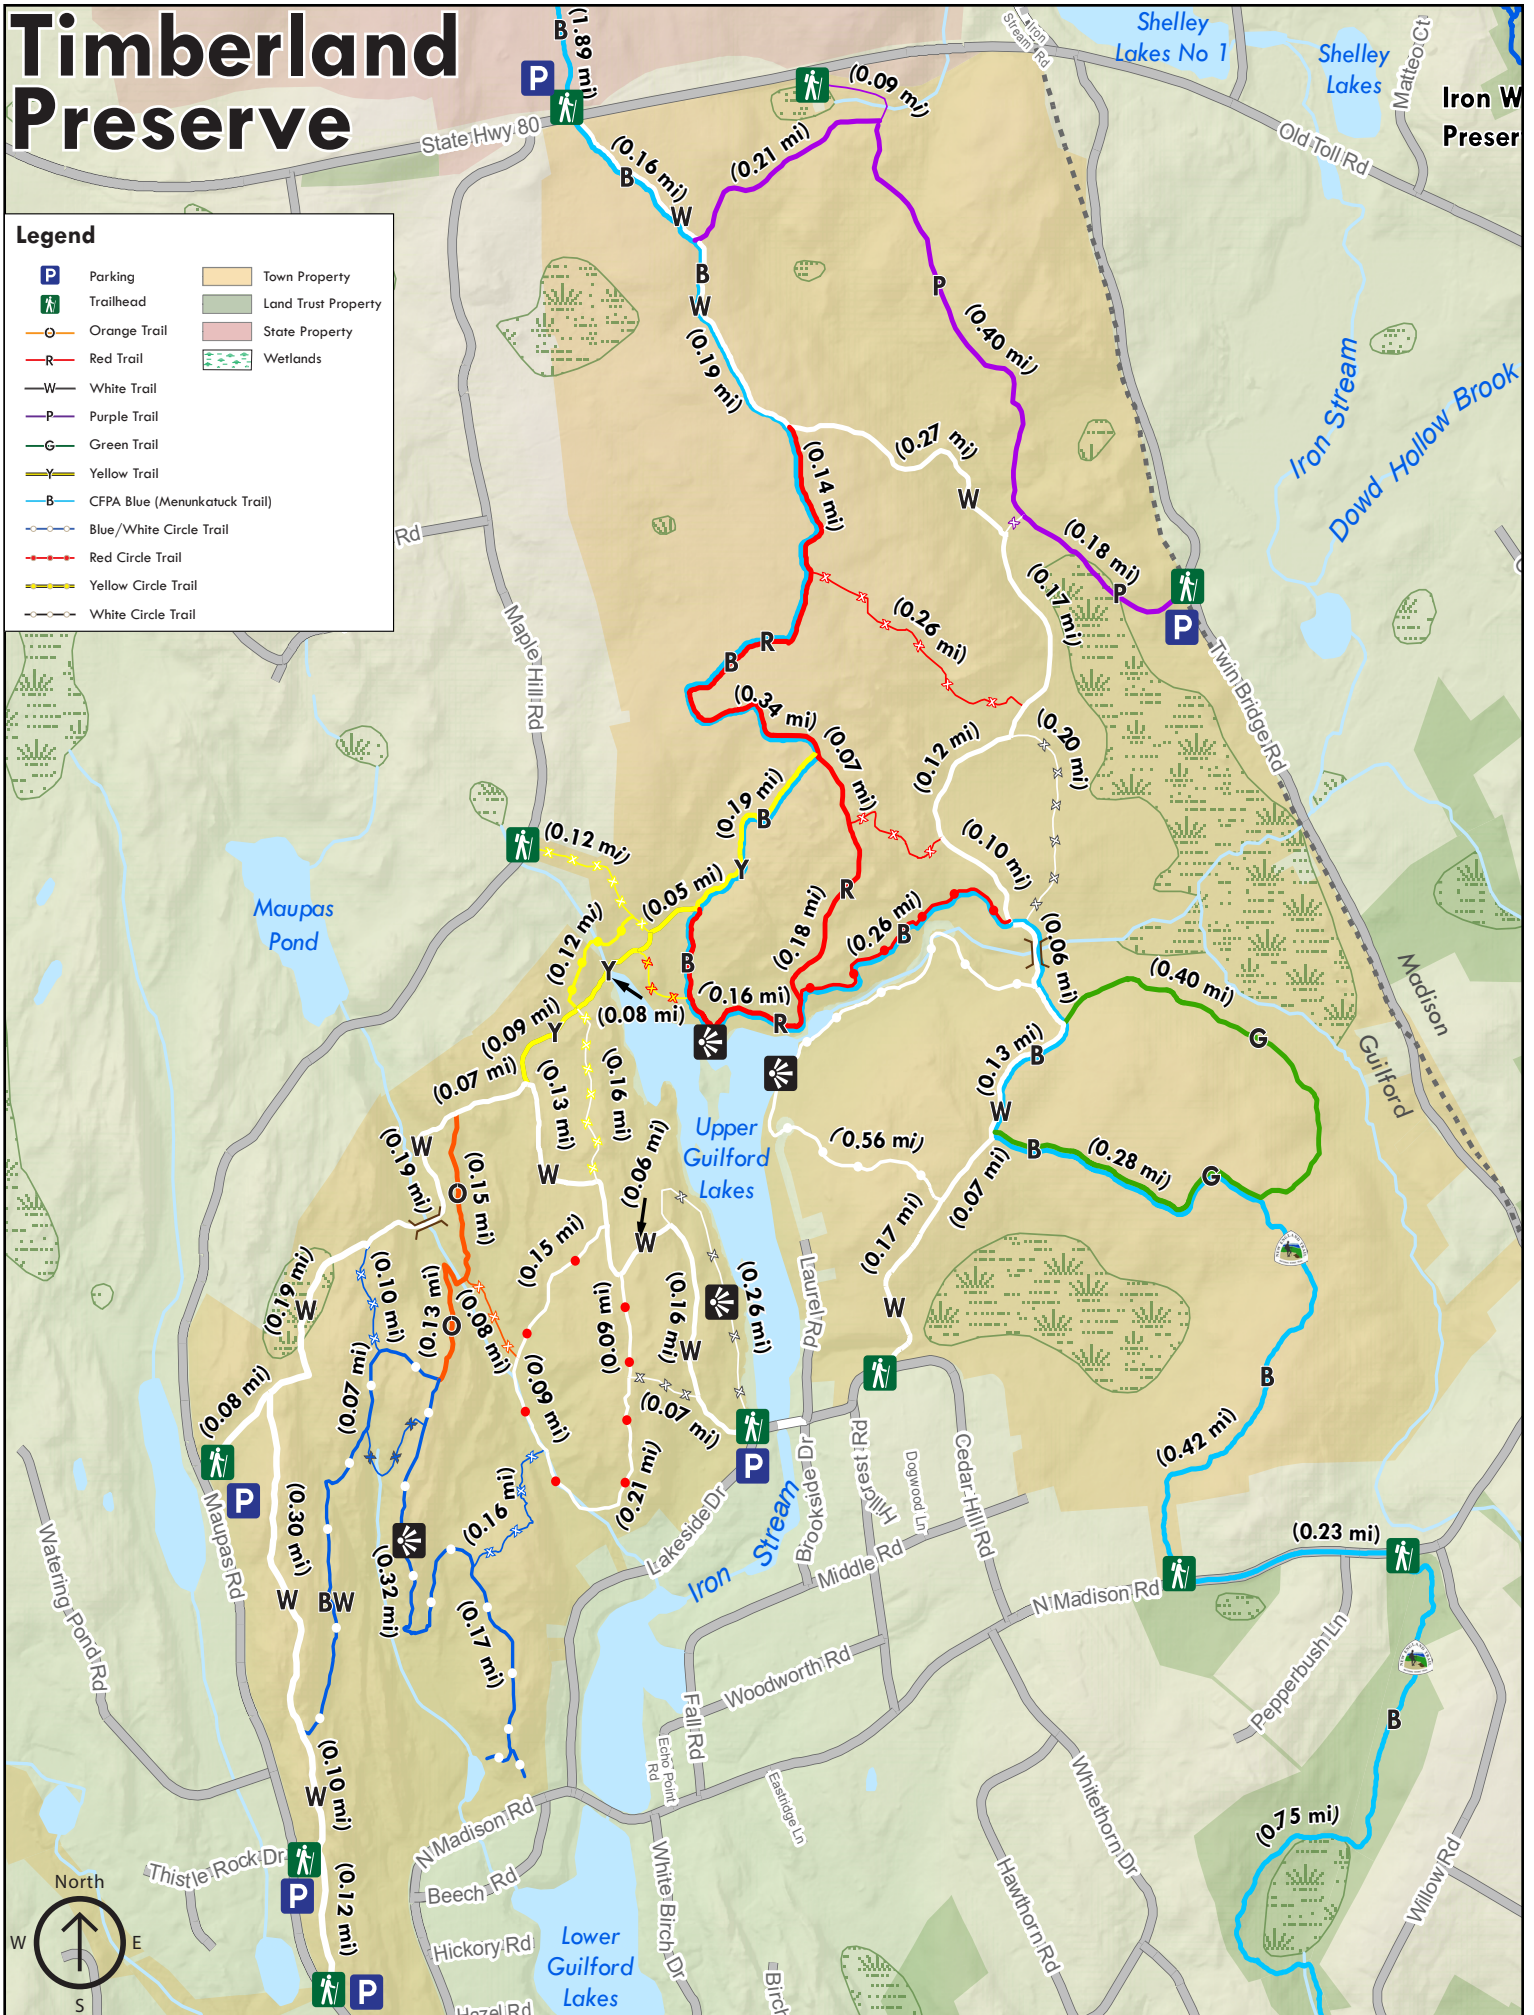 Timberland
Preserve
Shelley
Lakes No 1
Shelley
Lakes
Matteo Ct
Iron W
Preser
Iron
Stream Rd
Old Toll Rd
State Hwy 80
P
B
(1.89 mi)
(0.09 mi)
(0.16 mi)
B
W
(0.21 mi)
B
W
(0.19 mi)
P
(0.40 mi)
Legend
Parking
Trailhead
O Orange Trail
R Red Trail
W White Trail
P Purple Trail
G Green Trail
Y Yellow Trail
B CFPA Blue (Menunkatuck Trail)
Blue/White Circle Trail
Red Circle Trail
Yellow Circle Trail
White Circle Trail
Town Property
Land Trust Property
State Property
Wetlands
Iron Stream
Dowd Hollow Brook
(0.27 mi)
W
(0.14 mi)
Rd
(0.18 mi)
P
P
(0.17 mi)
(0.26 mi)
Maple Hill Rd
R
B
(0.34 mi)
Twin Bridge Rd
(0.07 mi)
(0.12 mi)
(0.20 mi)
(0.19 mi)
B
Y
(0.12 mi)
(0.10 mi)
(0.05 mi)
R
Maupas
Pond
(0.12 mi)
(0.18 mi)
(0.26 mi)
B
(0.06 mi)
B
Y
(0.16 mi)
R
(0.08 mi)
(0.40 mi)
G
Madison
Guilford
(0.09 mi)
Y
(0.07 mi)
(0.13 mi)
(0.16 mi)
(0.13 mi)
B
W
Upper
Guilford
Lakes
(0.06 mi)
W
(0.19 mi)
W
(0.56 mi)
B
(0.28 mi)
G
(0.07 mi)
(0.17 mi)
O
(0.15 mi)
W
(0.15 mi)
(0.19 mi)
W
(0.10 mi)
(0.13 mi)
O
(0.08 mi)
(0.09 mi)
(0.16 mi)
W
(0.26 mi)
Laurel Rd
W
B
(0.07 mi)
(0.08 mi)
(0.09 mi)
(0.07 mi)
P
P
(0.21 mi)
(0.42 mi)
Maupas Rd
(0.30 mi)
W
BW
(0.32 mi)
(0.16 mi)
(0.17 mi)
Lakeside Dr
Iron Stream
Brookside Dr
Hillcrest Rd
Dogwood Ln
Cedar Hill Rd
Middle Rd
N Madison Rd
(0.23 mi)
Watering Pond Rd
Pepperbush Ln
B
Woodworth Rd
Fall Rd
Echo Point
Rd
Eastridge Ln
Whitethorn Dr
(0.10 mi)
W
N Madison Rd
(0.75 mi)
Thistle Rock Dr
P
(0.12 mi)
P
Beech Rd
Hickory Rd
Hazel Rd
Lower
Guilford
Lakes
White Birch Dr
Birch
Hawthorn Rd
Willow Rd
North
W
E
S